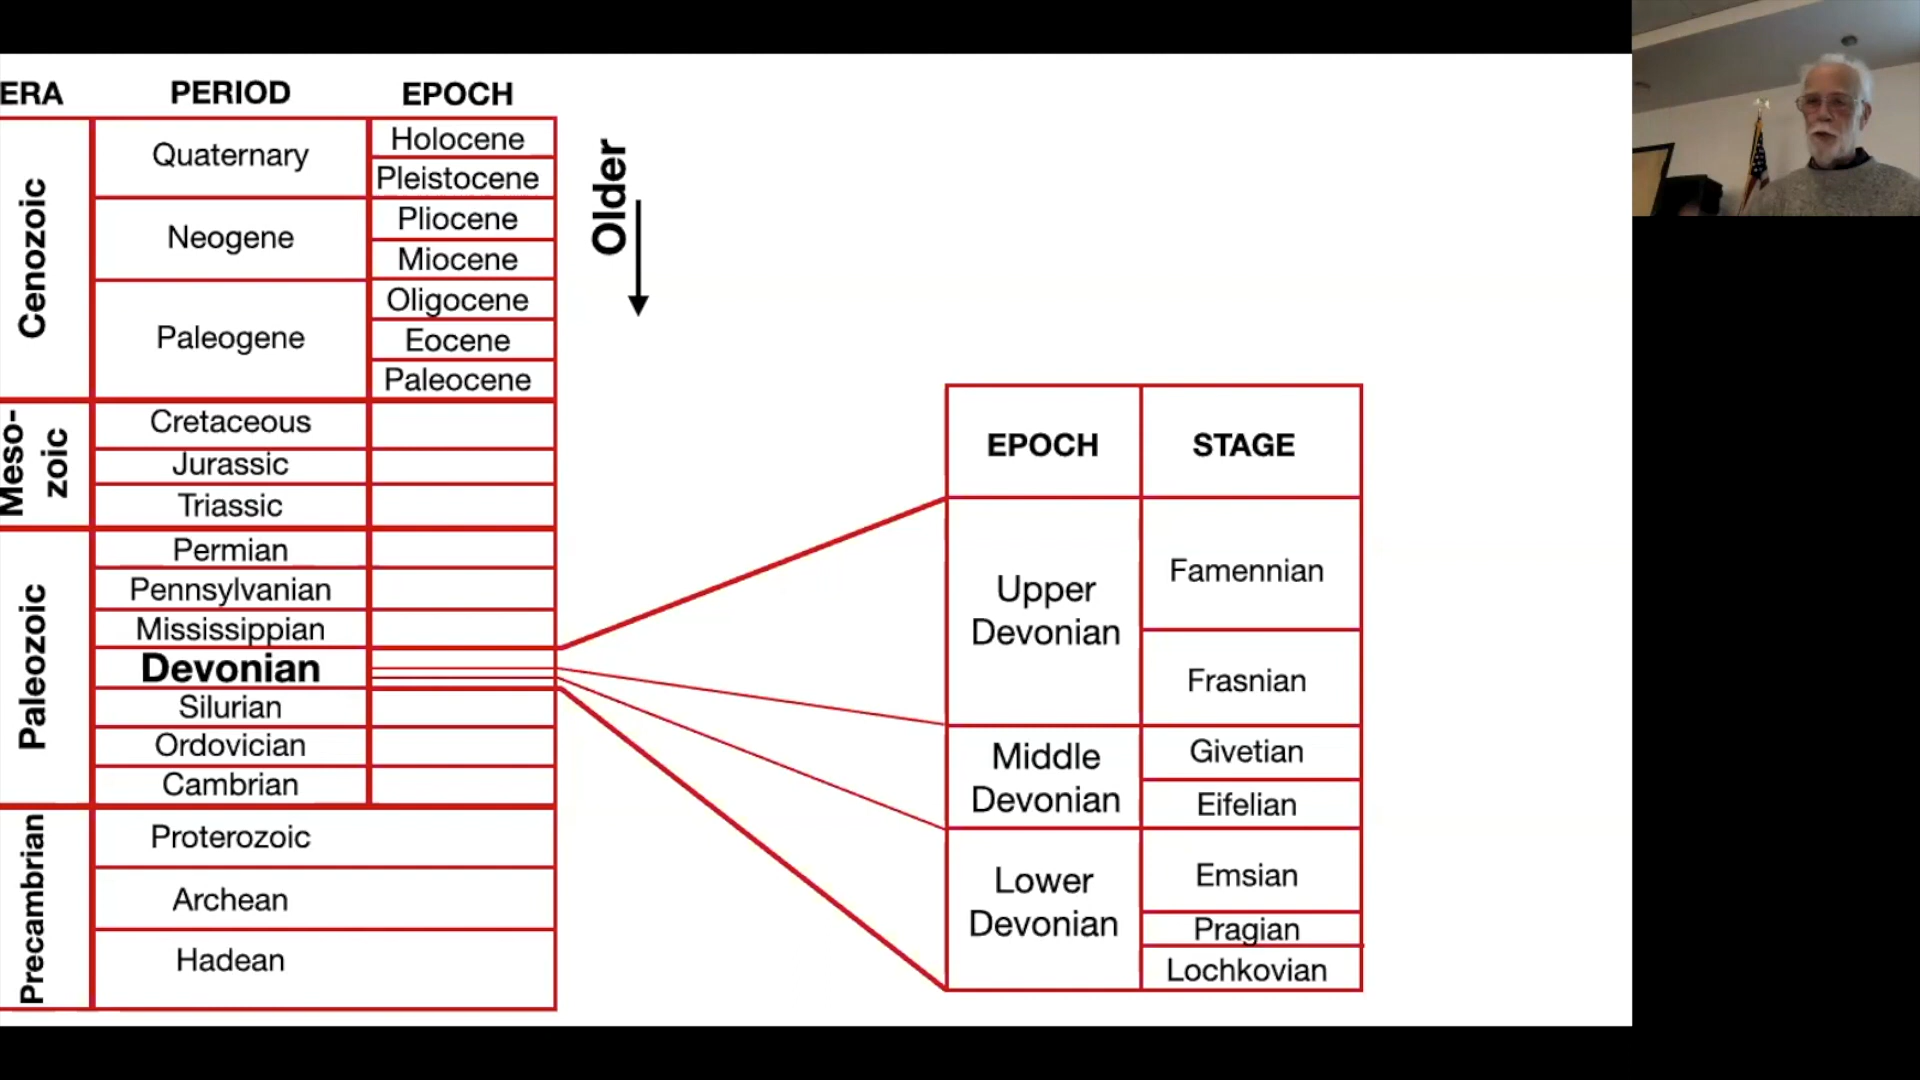 ERA PERIOD EPOCH
Cenozoic
Quaternary
Holocene
Pleistocene
Neogene
Pliocene
Miocene
Paleogene
Oligocene
Eocene
Paleocene
Older
Meso-
zoic
Cretaceous
Jurassic
Triassic
Paleozoic
Permian
Pennsylvanian
Mississippian
Devonian
Silurian
Ordovician
Cambrian
Precambrian
Proterozoic
Archean
Hadean
EPOCH STAGE
Upper
Devonian
Famennian
Frasnian
Middle
Devonian
Givetian
Eifelian
Lower
Devonian
Emsian
Pragian
Lochkovian